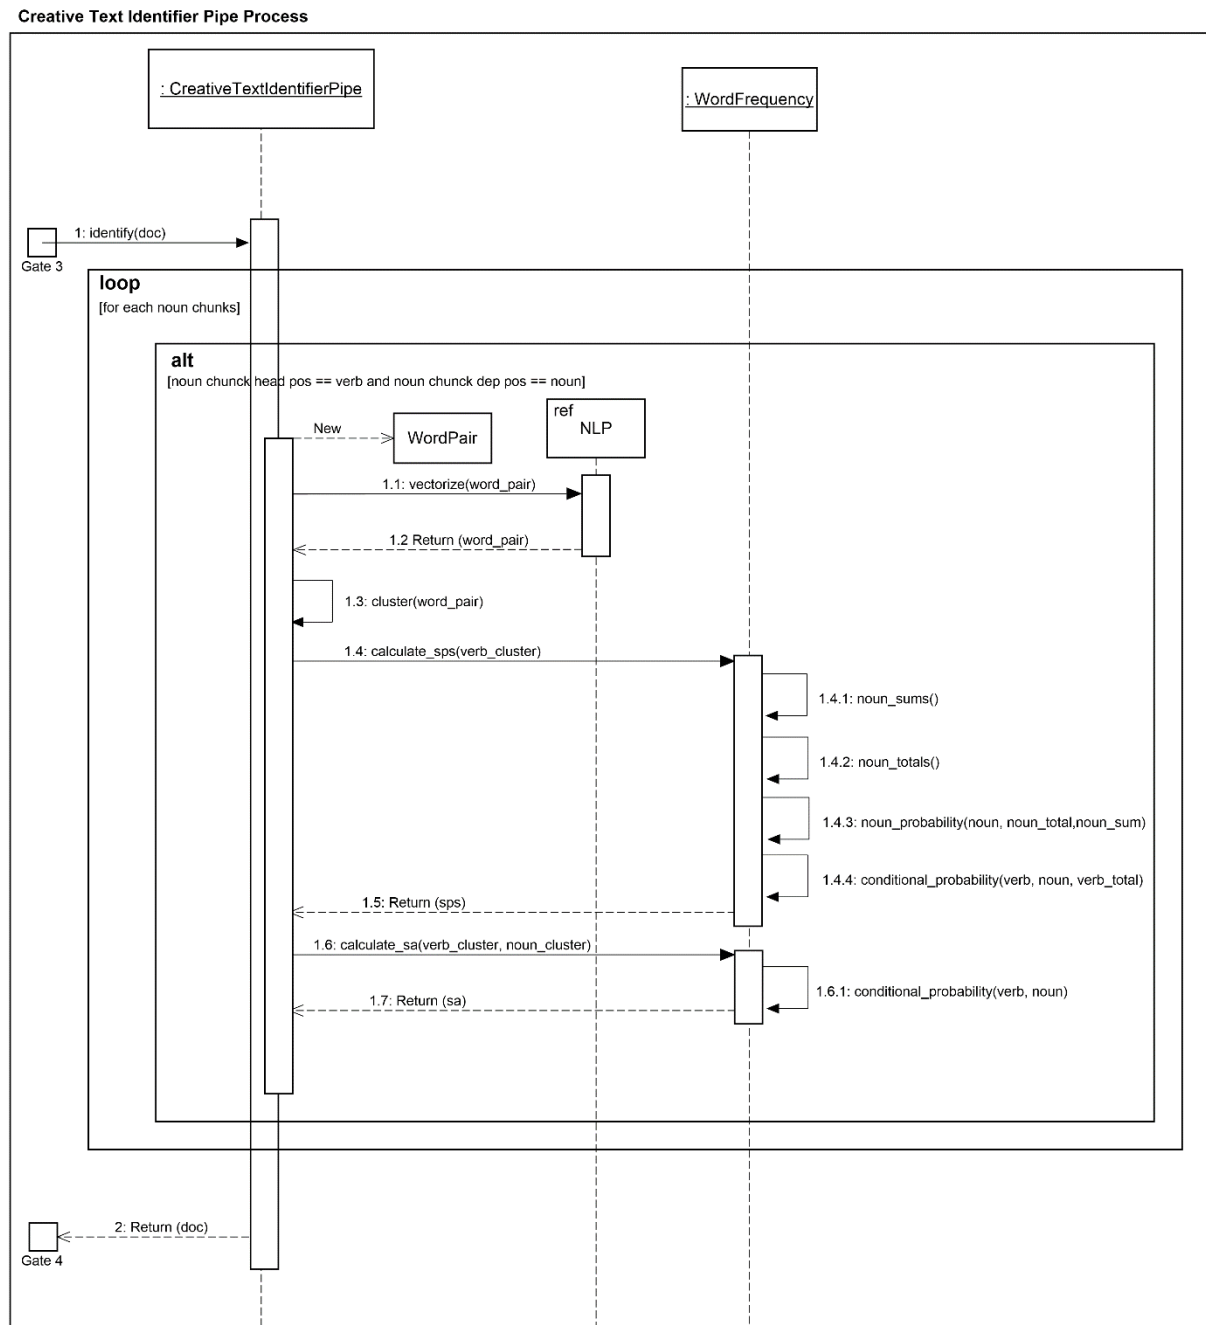 Creative Text Identifier Pipe Process
: CreativeTextIdentifierPipe
: WordFrequency
1: identify(doc)
Gate 3
loop
[for each noun chunks]
alt
[noun chunck head pos == verb and noun chunck dep pos == noun]
New
WordPair
ref
NLP
1.1: vectorize(word_pair)
1.2 Return (word_pair)
1.3: cluster(word_pair)
1.4: calculate_sps(verb_cluster)
1.4.1: noun_sums()
1.4.2: noun_totals()
1.4.3: noun_probability(noun, noun_total,noun_sum)
1.4.4: conditional_probability(verb, noun, verb_total)
1.5: Return (sps)
1.6: calculate_sa(verb_cluster, noun_cluster)
1.6.1: conditional_probability(verb, noun)
1.7: Return (sa)
2: Return (doc)
Gate 4